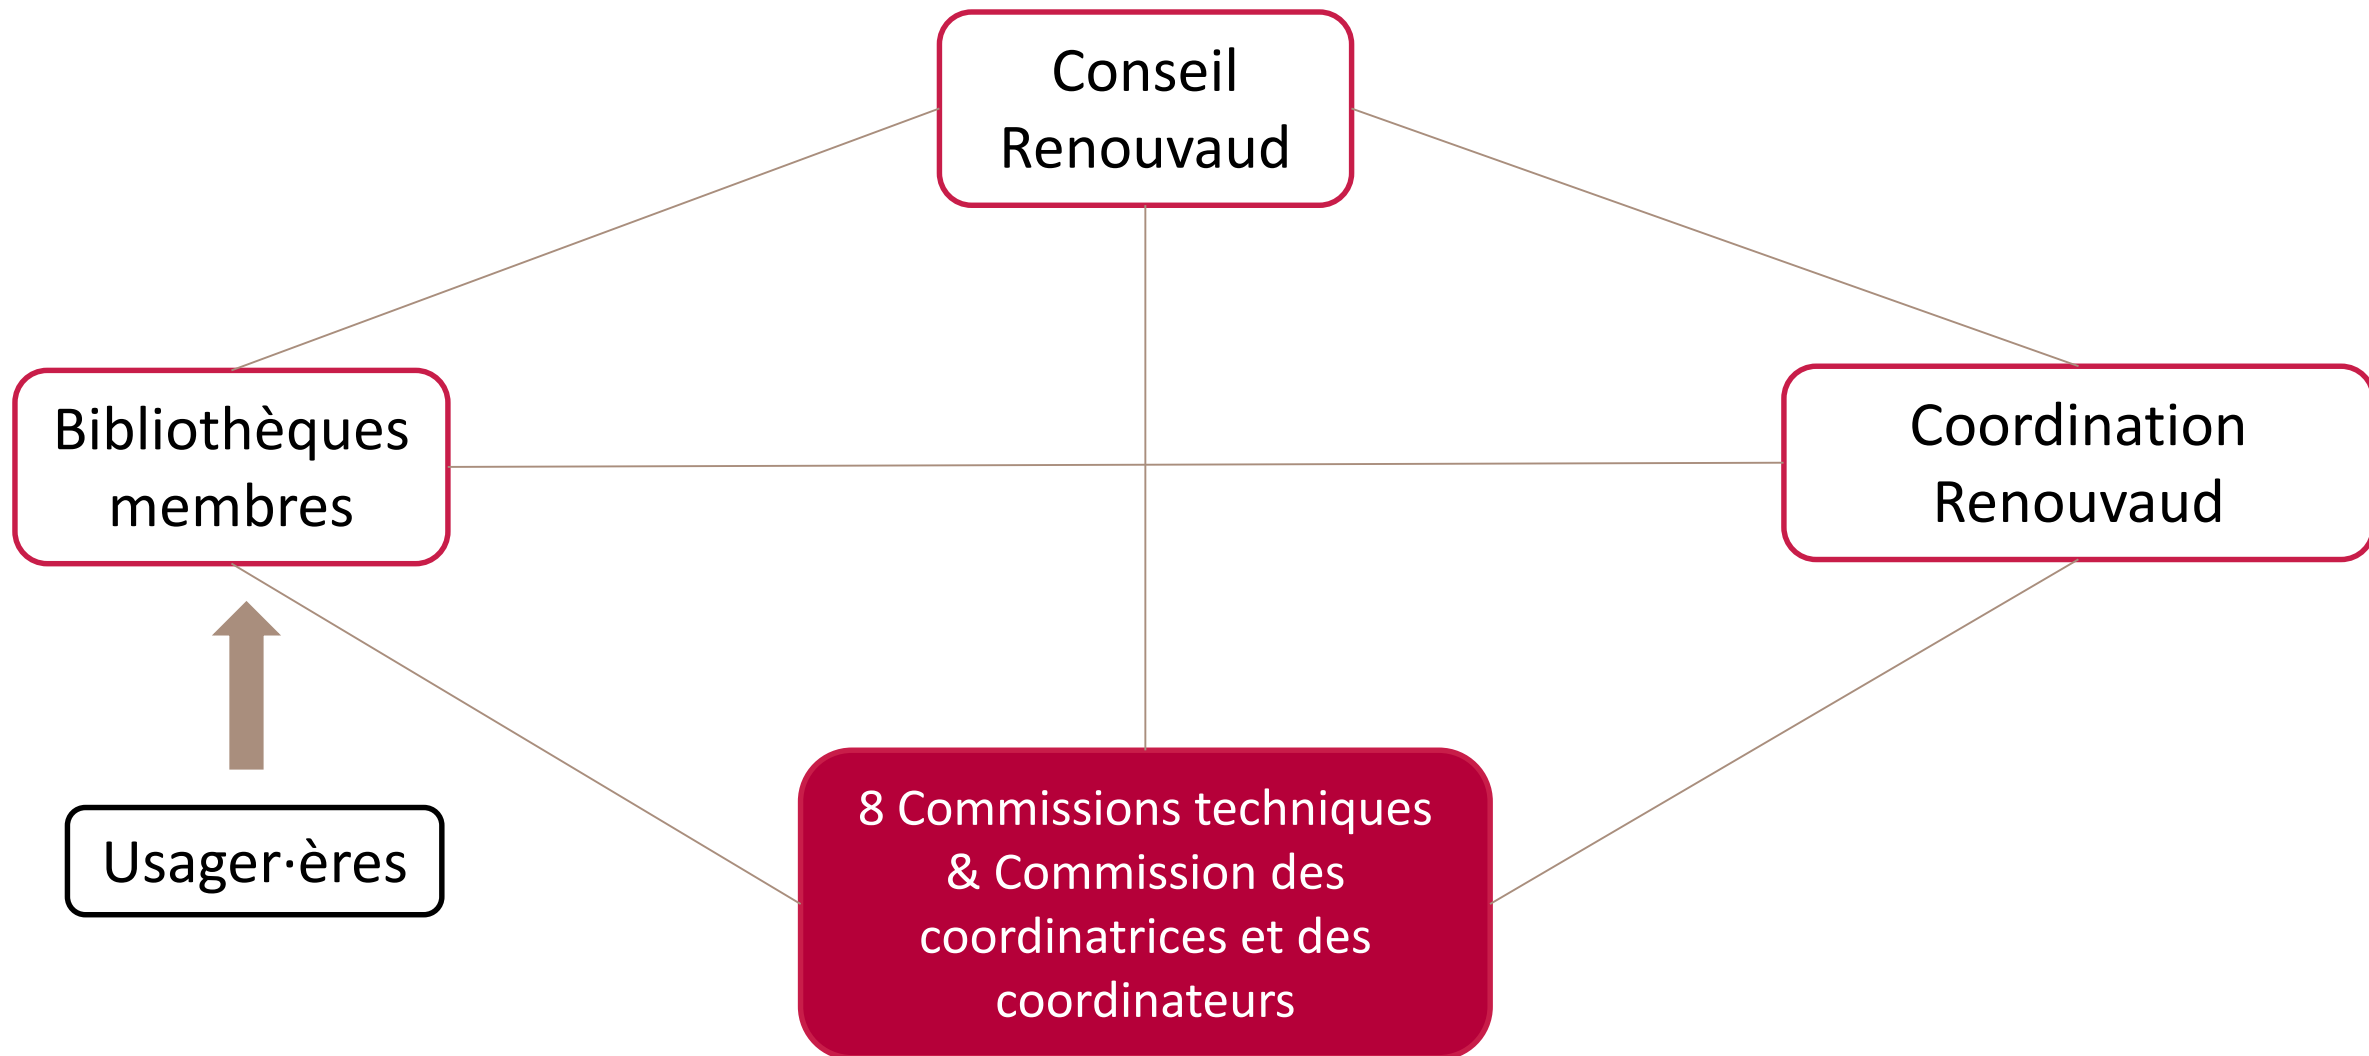 Conseil
Renouvaud
Bibliothèques
membres
Coordination
Renouvaud
Usager·ères
8 Commissions techniques
& Commission des
coordinatrices et des
coordinateurs